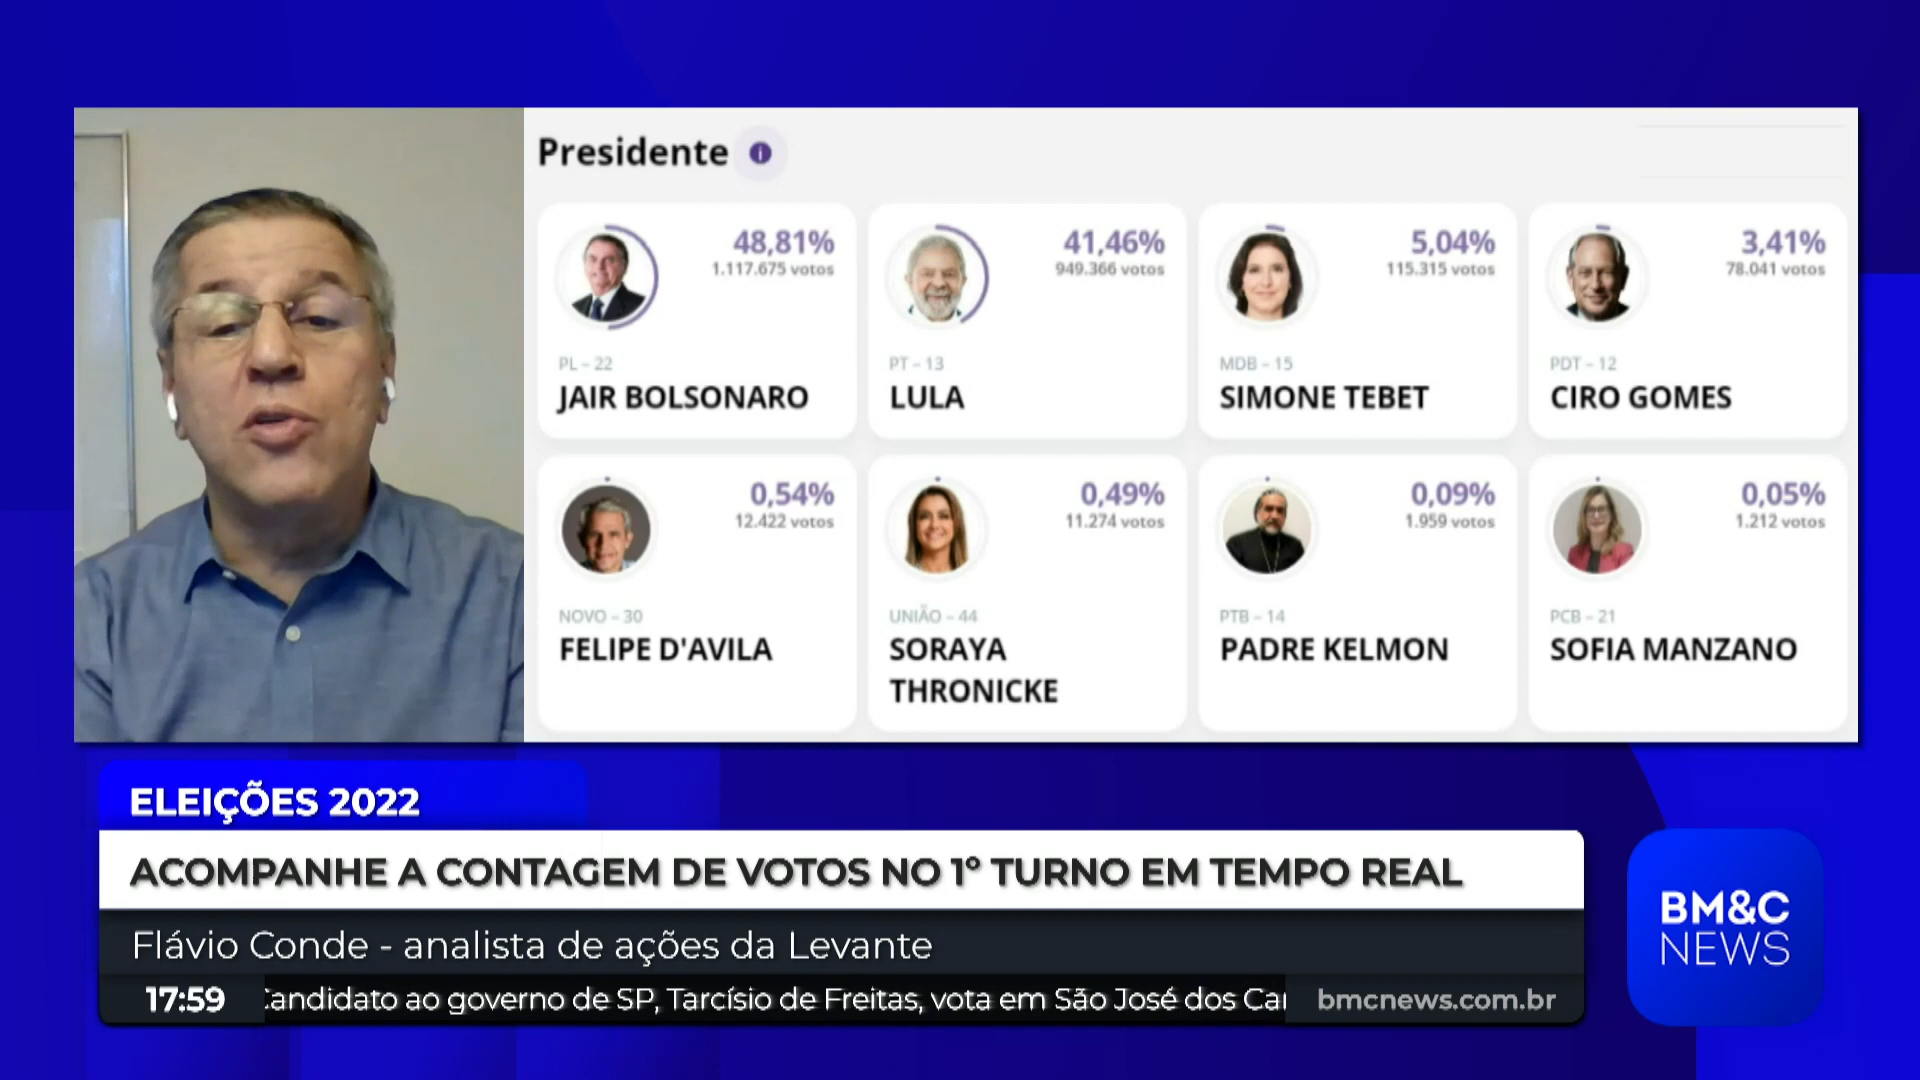 Presidente
48,81%
1.117.675 votos
PL – 22
JAIR BOLSONARO
41,46%
949.366 votos
PT – 13
LULA
5,04%
115.315 votos
MDB – 15
SIMONE TEBET
3,41%
78.041 votos
PDT – 12
CIRO GOMES
0,54%
12.422 votos
NOVO – 30
FELIPE D'AVILA
0,49%
11.274 votos
UNIÃO – 44
SORAYA
THRONICKE
0,09%
1.959 votos
PTB – 14
PADRE KELMON
0,05%
1.212 votos
PCB – 21
SOFIA MANZANO
ELEIÇÕES 2022
ACOMPANHE A CONTAGEM DE VOTOS NO 1º TURNO EM TEMPO REAL
Flávio Conde - analista de ações da Levante
17:59
Candidato ao governo de SP, Tarcísio de Freitas, vota em São José dos Ca
bmcnews.com.br
BM&C
NEWS